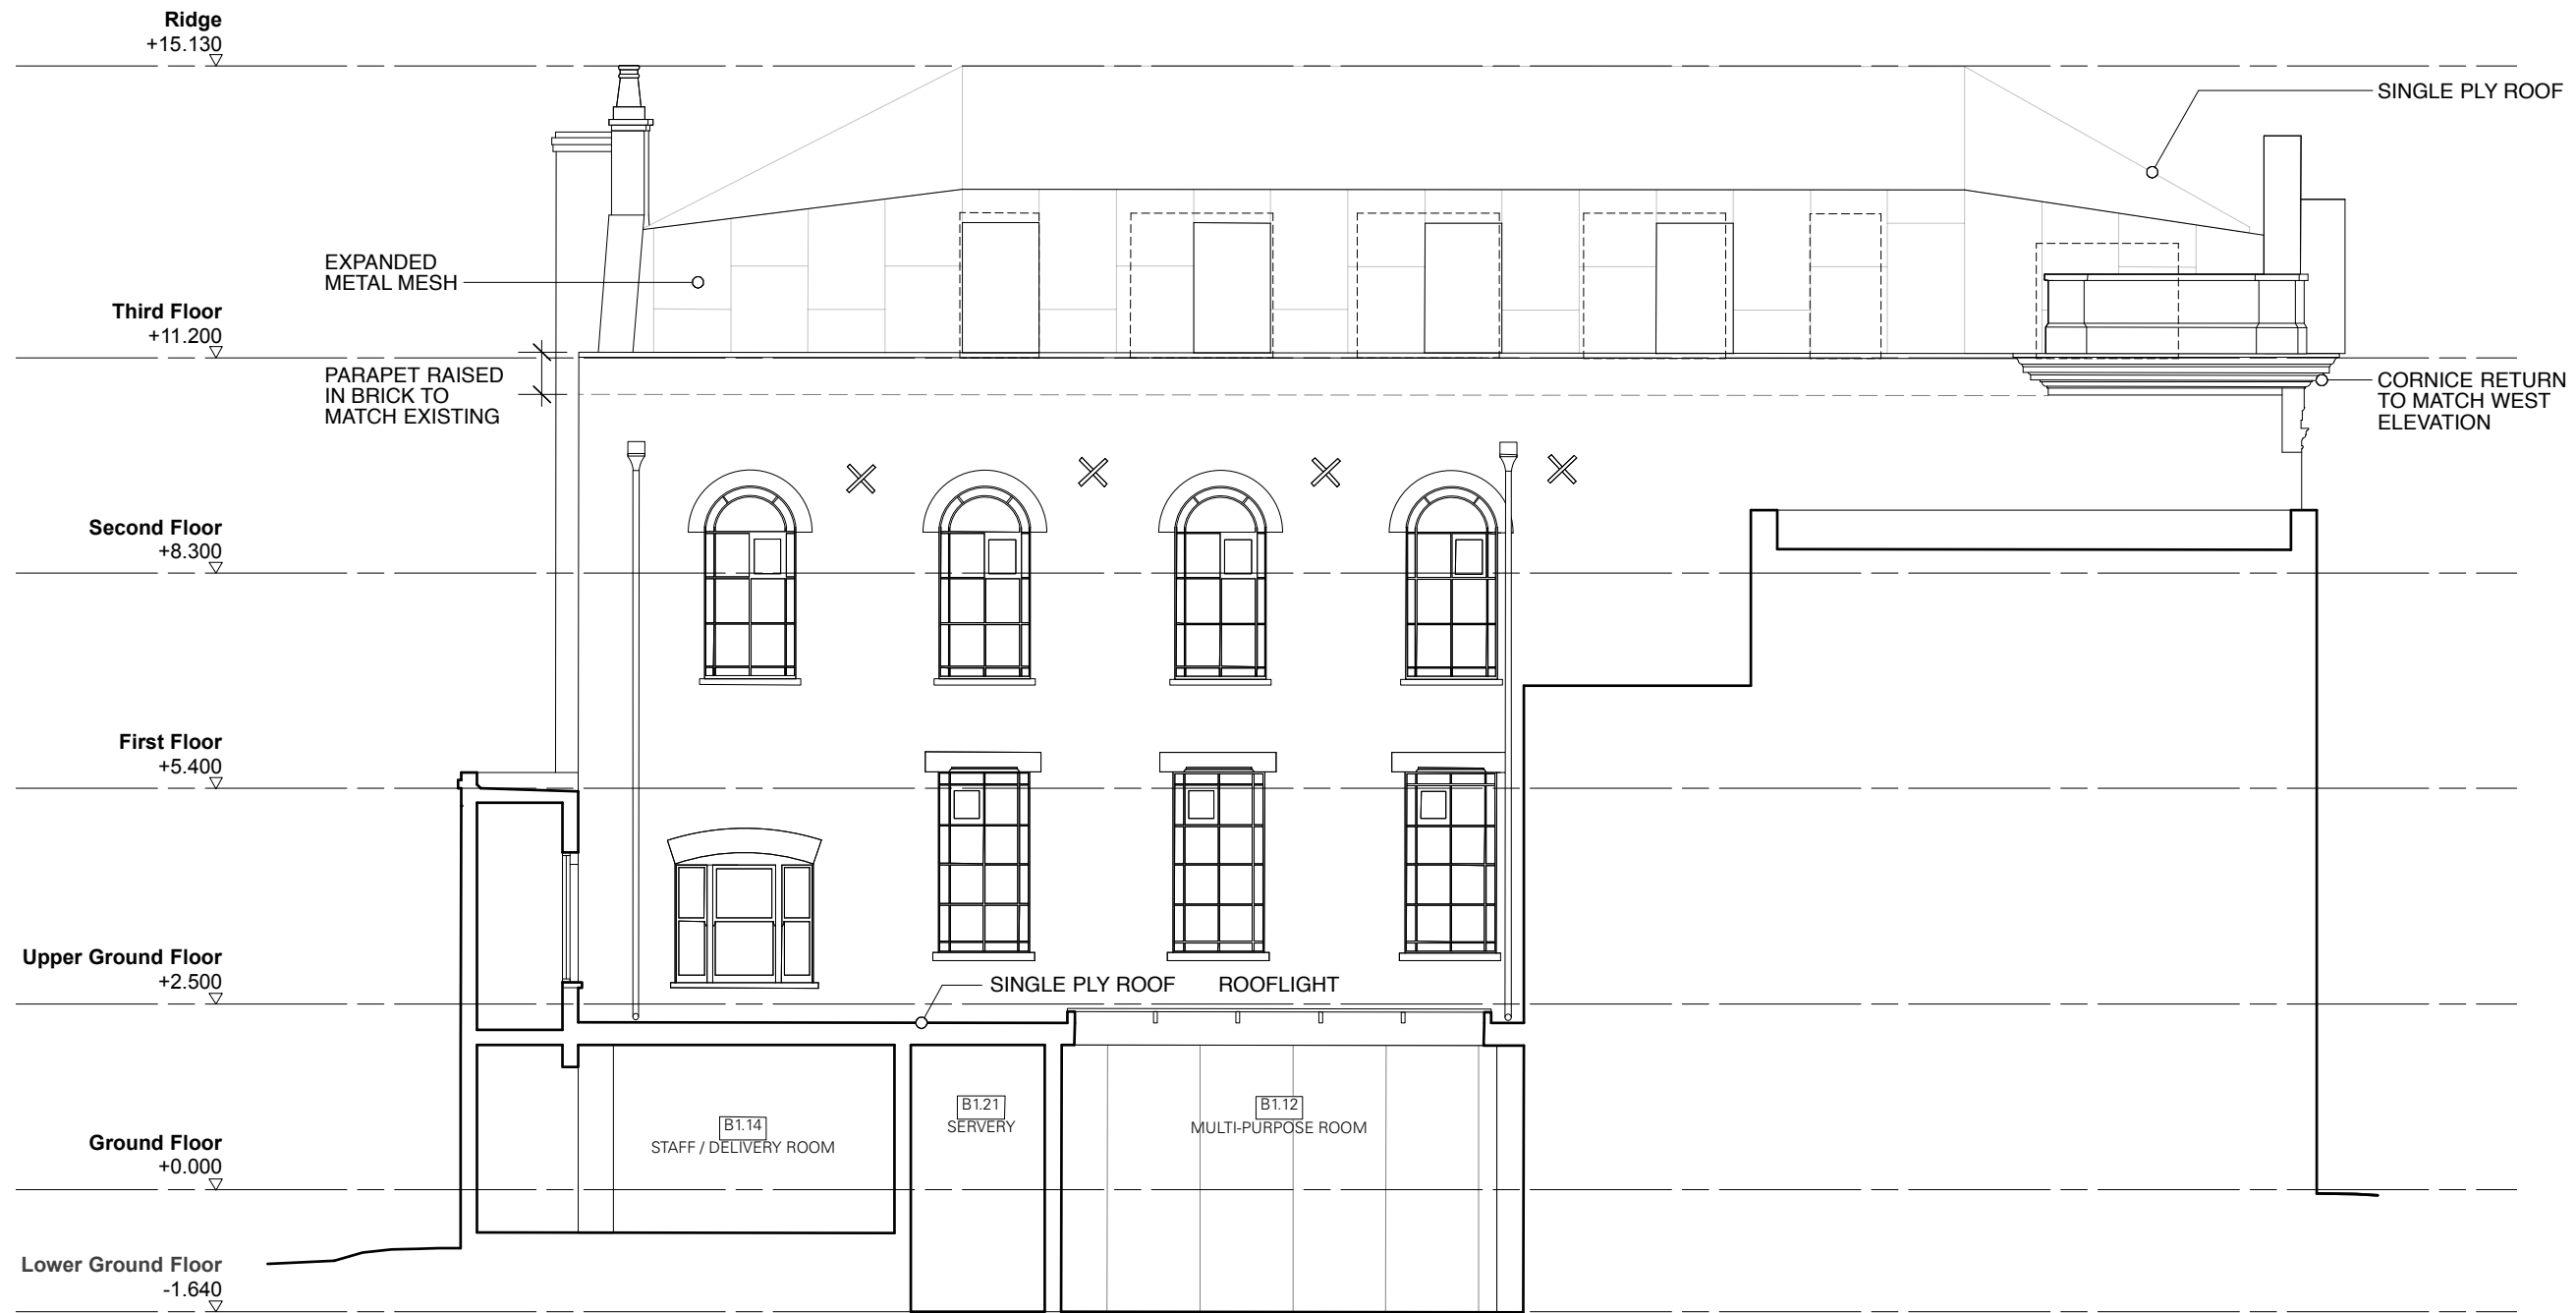 Ridge
+15.130
SINGLE PLY ROOF
EXPANDED
METAL MESH
Third Floor
+11.200
PARAPET RAISED
IN BRICK TO
MATCH EXISTING
CORNICE RETURN
TO MATCH WEST
ELEVATION
Second Floor
+8.300
First Floor
+5.400
Upper Ground Floor
+2.500
SINGLE PLY ROOF
ROOFLIGHT
B1.14
STAFF / DELIVERY ROOM
B1.21
SERVERY
B1.12
MULTI-PURPOSE ROOM
Ground Floor
+0.000
Lower Ground Floor
-1.640